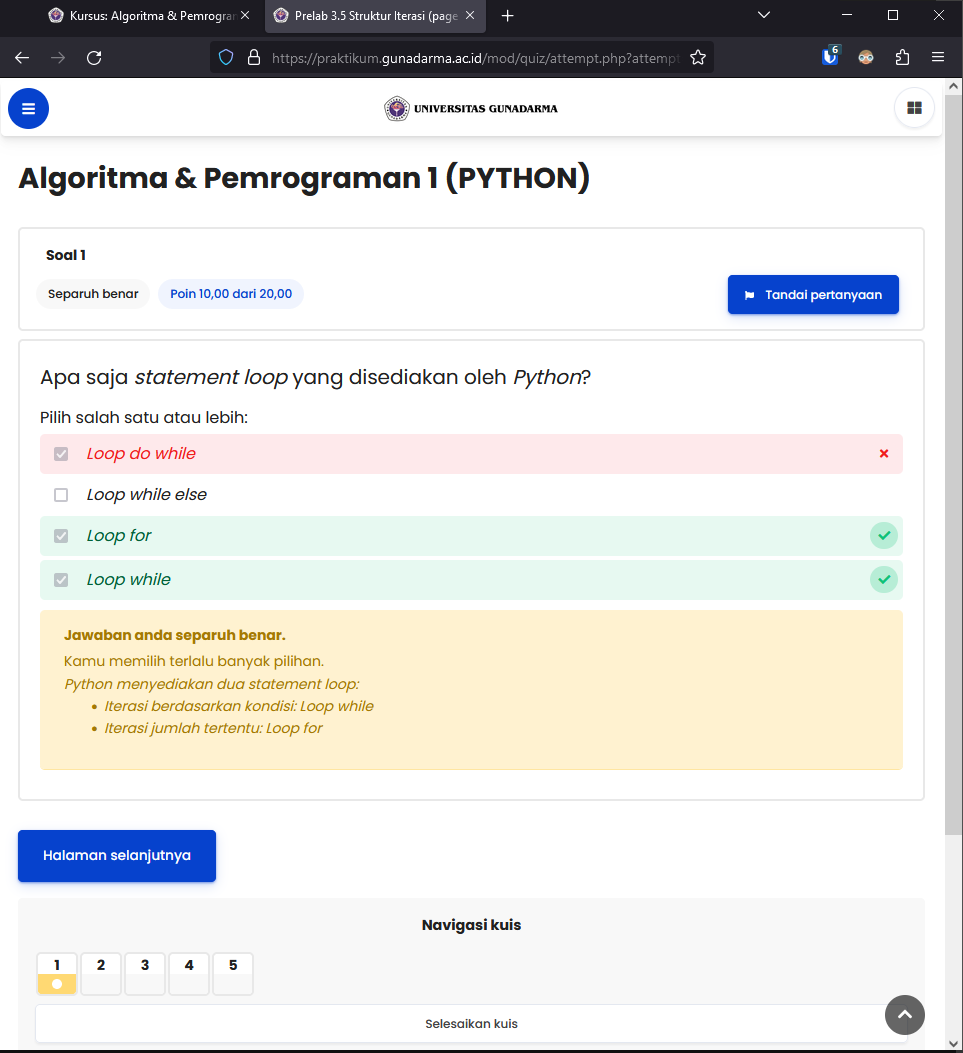 Kursus: Algoritma & Pemrogram
Prelab 3.5 Struktur Iterasi (page
https://praktikum.gunadarma.ac.id/mod/quiz/attempt.php?attempt
6
UNIVERSITAS GUNADARMA
Algoritma & Pemrograman 1 (PYTHON)
Soal 1
Separuh benar
Poin 10,00 dari 20,00
Tandai pertanyaan
Apa saja statement loop yang disediakan oleh Python?
Pilih salah satu atau lebih:
Loop do while
Loop while else
Loop for
Loop while
Jawaban anda separuh benar.
Kamu memilih terlalu banyak pilihan.
Python menyediakan dua statement loop:
• Iterasi berdasarkan kondisi: Loop while
• Iterasi jumlah tertentu: Loop for
Halaman selanjutnya
Navigasi kuis
1 2 3 4 5
Selesaikan kuis